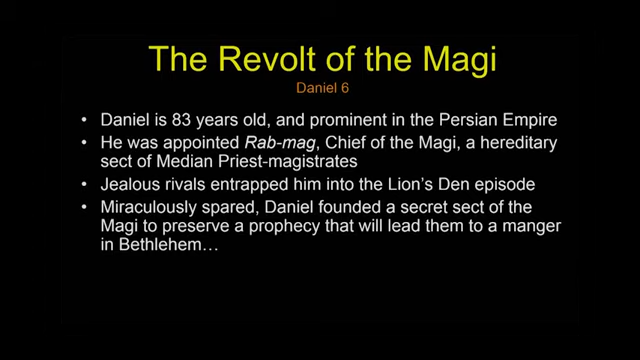 The Revolt of the Magi
Daniel 6
• Daniel is 83 years old, and prominent in the Persian Empire
• He was appointed Rab-mag, Chief of the Magi, a hereditary
sect of Median Priest-magistrates
• Jealous rivals entrapped him into the Lion's Den episode
• Miraculously spared, Daniel founded a secret sect of the
Magi to preserve a prophecy that will lead them to a manger
in Bethlehem…